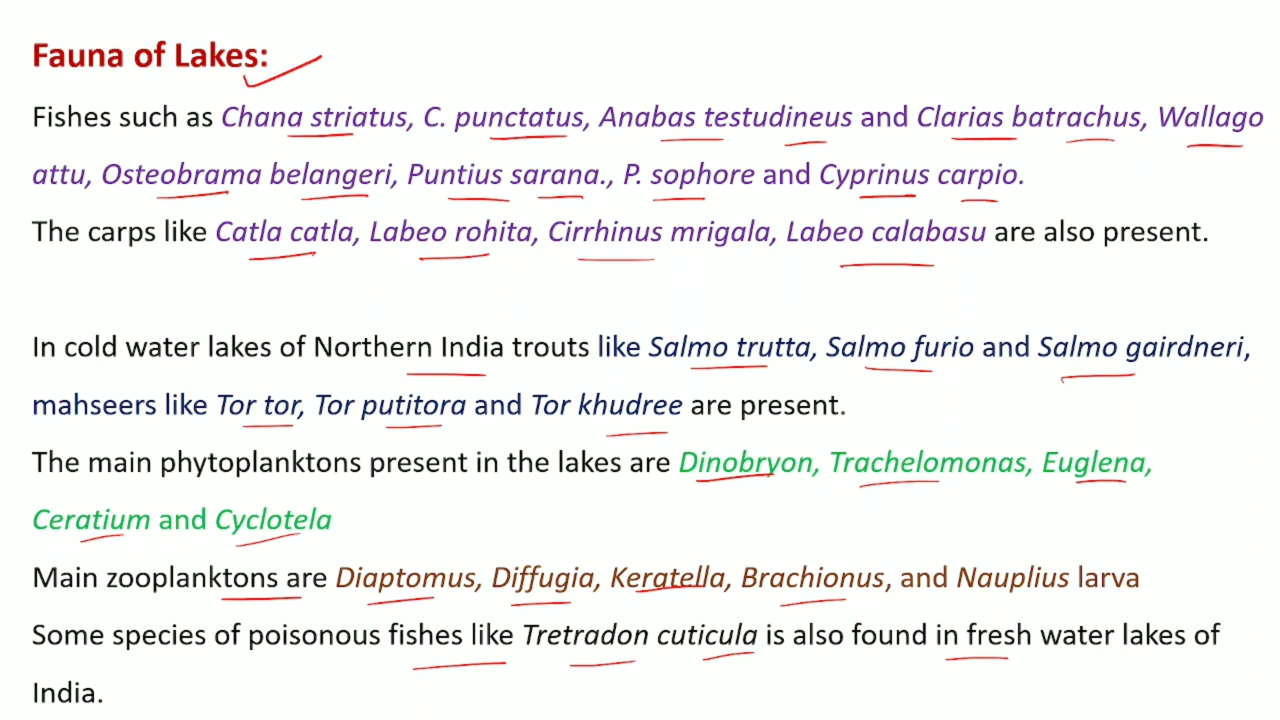 Fauna of Lakes:
Fishes such as Chana striatus, C. punctatus, Anabas testudineus and Clarias batrachus, Wallago
attu, Osteobrama belangeri, Puntius sarana., P. sophore and Cyprinus carpio.
The carps like Catla catla, Labeo rohita, Cirrhinus mrigala, Labeo calabasu are also present.
In cold water lakes of Northern India trouts like Salmo trutta, Salmo furio and Salmo gairdneri,
mahseers like Tor tor, Tor putitora and Tor khudree are present.
The main phytoplanktons present in the lakes are Dinobryon, Trachelomonas, Euglena,
Ceratium and Cyclotela
Main zooplanktons are Diaptomus, Diffugia, Keratella, Brachionus, and Nauplius larva
Some species of poisonous fishes like Tretradon cuticula is also found in fresh water lakes of
India.